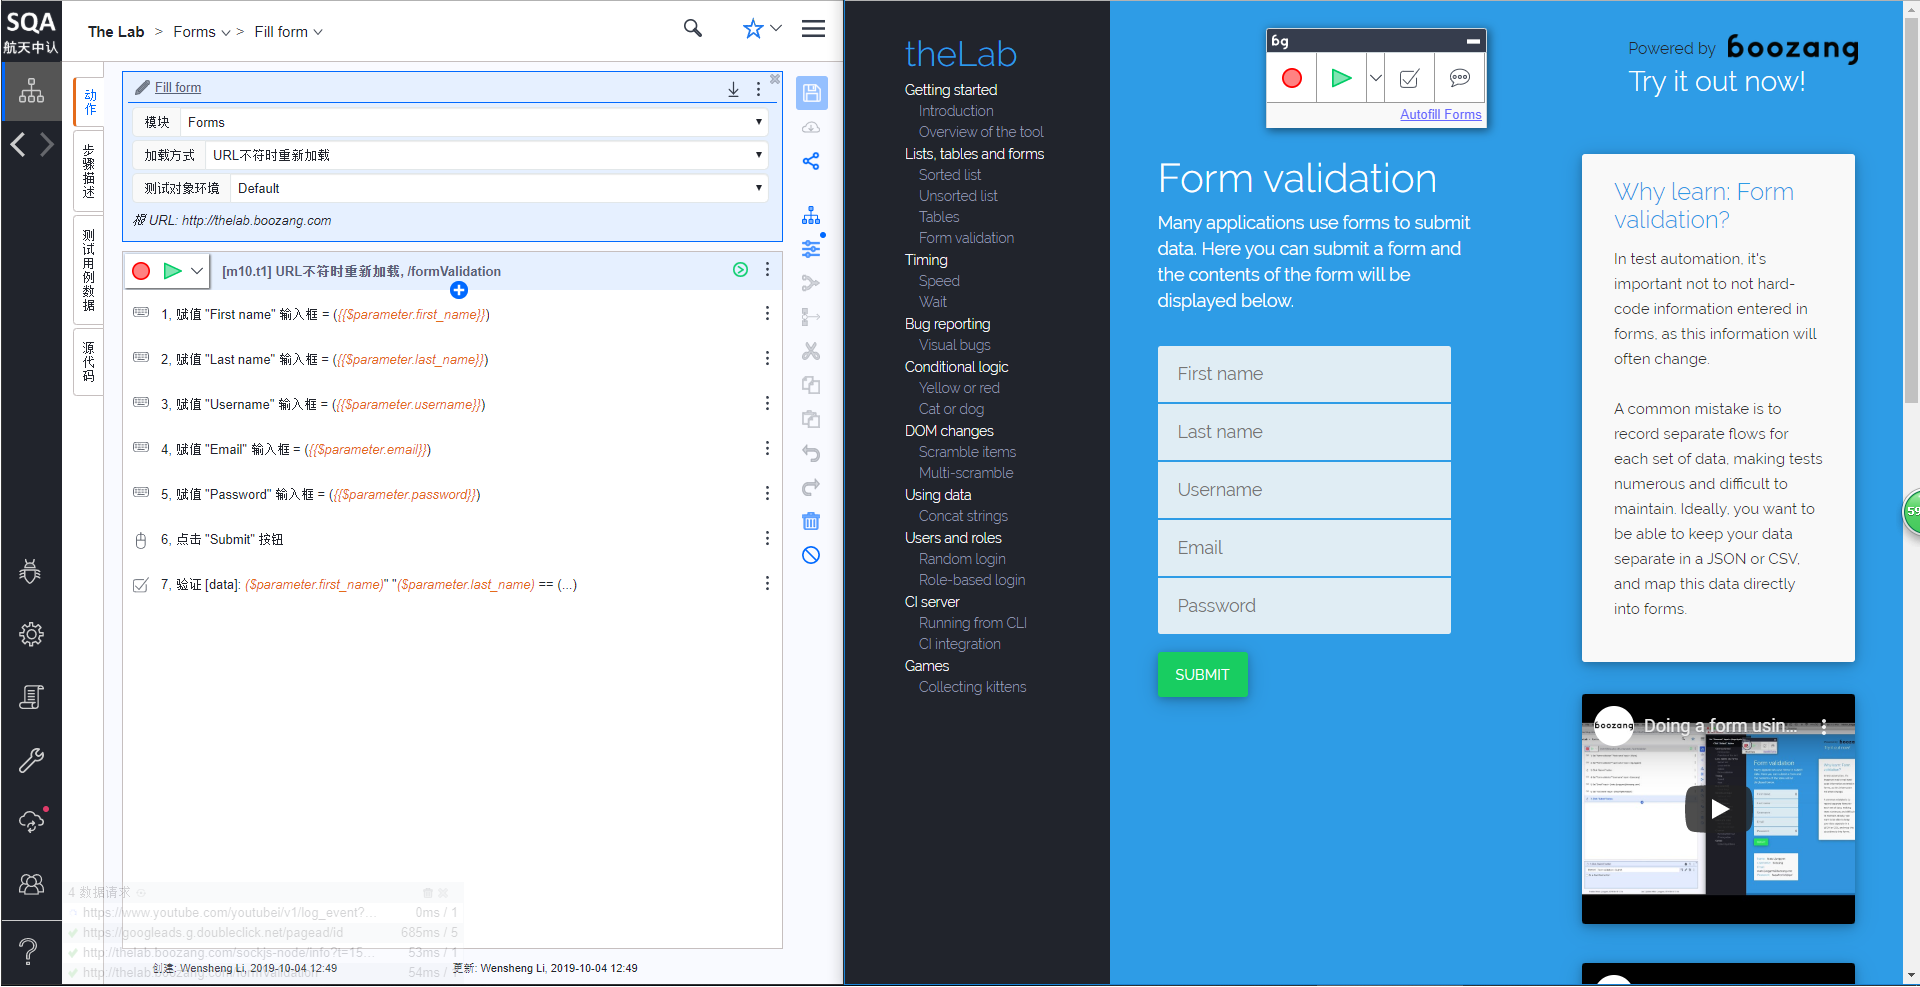 SQA
航天中认
The Lab > Forms > Fill form
动作
步骤描述
测试用例数据
源代码
Fill form
模块 Forms
加载方式 URL不符时重新加载
测试对象环境 Default
根 URL: http://thelab.boozang.com
[m10.t1] URL不符时重新加载, /formValidation
1, 赋值 "First name" 输入框 = ({{$parameter.first_name}})
2, 赋值 "Last name" 输入框 = ({{$parameter.last_name}})
3, 赋值 "Username" 输入框 = ({{$parameter.username}})
4, 赋值 "Email" 输入框 = ({{$parameter.email}})
5, 赋值 "Password" 输入框 = ({{$parameter.password}})
6, 点击 "Submit" 按钮
7, 验证 [data]: ($parameter.first_name)" "($parameter.last_name) == (...)
4 数据请求
https://www.youtube.com/youtubei/v1/log_event?... 0ms / 1
https://googleads.g.doubleclick.net/pagead/id 685ms / 5
http://thelab.boozang.com/sockjs-node/info?t=15... 53ms / 1
http://thelab.boozang.com/formValidation 54ms /
创建: Wensheng Li, 2019-10-04 12:49
更新: Wensheng Li, 2019-10-04 12:49
theLab
Getting started
Introduction
Overview of the tool
Lists, tables and forms
Sorted list
Unsorted list
Tables
Form validation
Timing
Speed
Wait
Bug reporting
Visual bugs
Conditional logic
Yellow or red
Cat or dog
DOM changes
Scramble items
Multi-scramble
Using data
Concat strings
Users and roles
Random login
Role-based login
CI server
Running from CLI
CI integration
Games
Collecting kittens
bg
Autofill Forms
Powered by boozang
Try it out now!
Form validation
Many applications use forms to submit
data. Here you can submit a form and
the contents of the form will be
displayed below.
First name
Last name
Username
Email
Password
SUBMIT
Why learn: Form
validation?
In test automation, it's
important not to not hard-
code information entered in
forms, as this information will
often change.
A common mistake is to
record separate flows for
each set of data, making tests
numerous and difficult to
maintain. Ideally, you want to
be able to keep your data
separate in a JSON or CSV,
and map this data directly
into forms.
boozang
Doing a form usin...
Form validation
59